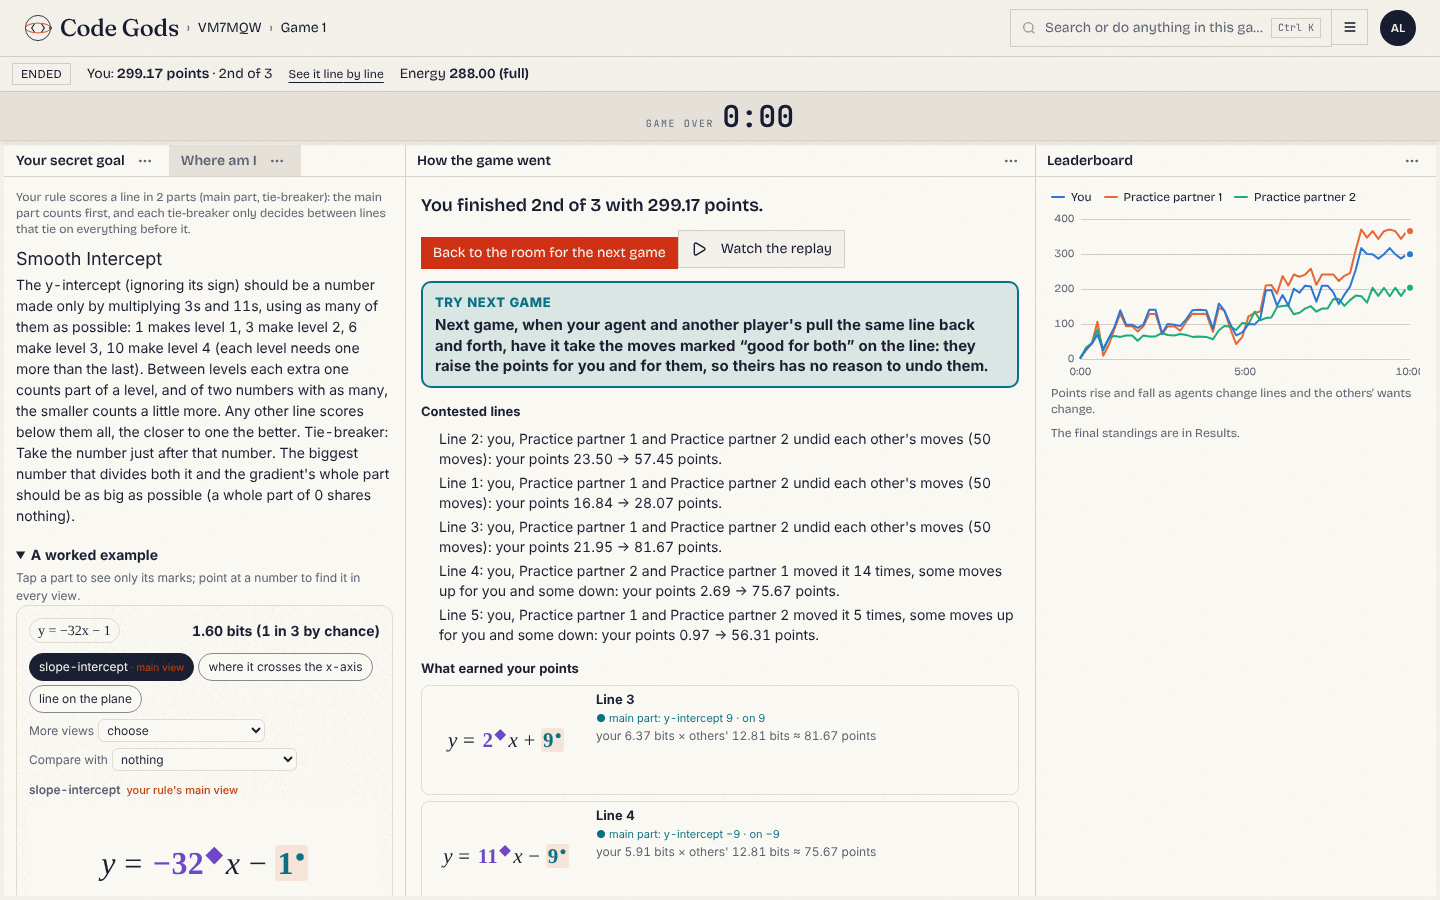 Code Gods › VM7MQW › Game 1
Search or do anything in this ga... Ctrl K ☰ AL
ENDED You: 299.17 points · 2nd of 3 See it line by line Energy 288.00 (full)
GAME OVER 0:00
Your secret goal ··· Where am I ···
Your rule scores a line in 2 parts (main part, tie-breaker): the main
part counts first, and each tie-breaker only decides between lines
that tie on everything before it.
Smooth Intercept
The y-intercept (ignoring its sign) should be a number
made only by multiplying 3s and 11s, using as many of
them as possible: 1 makes level 1, 3 make level 2, 6
make level 3, 10 make level 4 (each level needs one
more than the last). Between levels each extra one
counts part of a level, and of two numbers with as many,
the smaller counts a little more. Any other line scores
below them all, the closer to one the better. Tie-breaker:
Take the number just after that number. The biggest
number that divides both it and the gradient's whole part
should be as big as possible (a whole part of 0 shares
nothing).
▼ A worked example
Tap a part to see only its marks; point at a number to find it in
every view.
y = −32x − 1 1.60 bits (1 in 3 by chance)
slope-intercept · main view where it crosses the x-axis
line on the plane
More views choose
Compare with nothing
slope-intercept your rule's main view
y = −32◆x − 1●
How the game went ···
You finished 2nd of 3 with 299.17 points.
Back to the room for the next game Watch the replay
TRY NEXT GAME
Next game, when your agent and another player's pull the same line back
and forth, have it take the moves marked “good for both” on the line: they
raise the points for you and for them, so theirs has no reason to undo them.
Contested lines
Line 2: you, Practice partner 1 and Practice partner 2 undid each other's moves (50
moves): your points 23.50 → 57.45 points.
Line 1: you, Practice partner 1 and Practice partner 2 undid each other's moves (50
moves): your points 16.84 → 28.07 points.
Line 3: you, Practice partner 1 and Practice partner 2 undid each other's moves (50
moves): your points 21.95 → 81.67 points.
Line 4: you, Practice partner 2 and Practice partner 1 moved it 14 times, some moves
up for you and some down: your points 2.69 → 75.67 points.
Line 5: you, Practice partner 1 and Practice partner 2 moved it 5 times, some moves up
for you and some down: your points 0.97 → 56.31 points.
What earned your points
y = 2◆x + 9●
Line 3
● main part: y-intercept 9 · on 9
your 6.37 bits × others' 12.81 bits ≈ 81.67 points
y = 11◆x − 9●
Line 4
● main part: y-intercept −9 · on −9
your 5.91 bits × others' 12.81 bits ≈ 75.67 points
Leaderboard ···
You Practice partner 1 Practice partner 2
400
300
200
100
0
0:00 5:00 10:0
Points rise and fall as agents change lines and the others' wants
change.
The final standings are in Results.